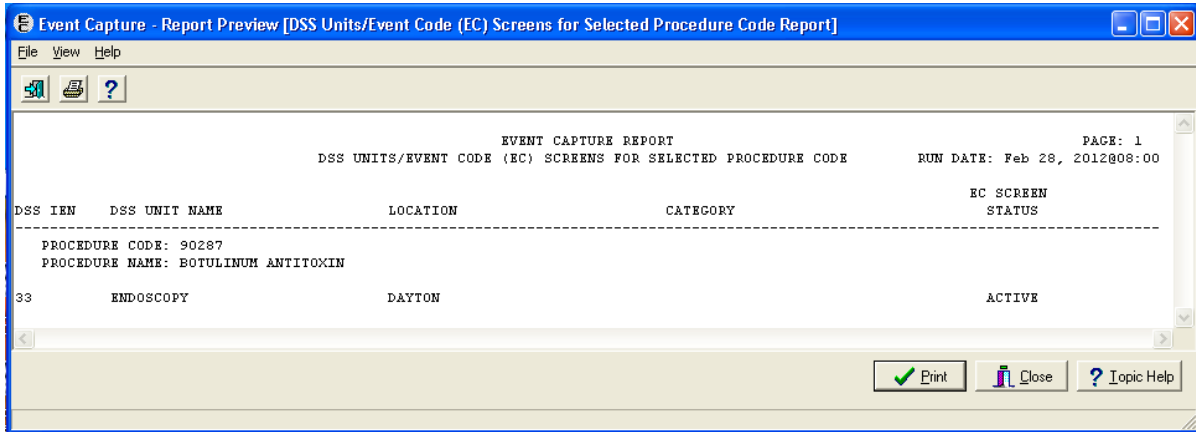 Event Capture - Report Preview [DSS Units/Event Code (EC) Screens for Selected Procedure Code Report]
File View Help
?
EVENT CAPTURE REPORT PAGE: 1
DSS UNITS/EVENT CODE (EC) SCREENS FOR SELECTED PROCEDURE CODE RUN DATE: Feb 28, 2012@08:00
EC SCREEN
DSS IEN DSS UNIT NAME LOCATION CATEGORY STATUS
PROCEDURE CODE: 90287
PROCEDURE NAME: BOTULINUM ANTITOXIN
33 ENDOSCOPY DAYTON ACTIVE
Print Close ? Topic Help